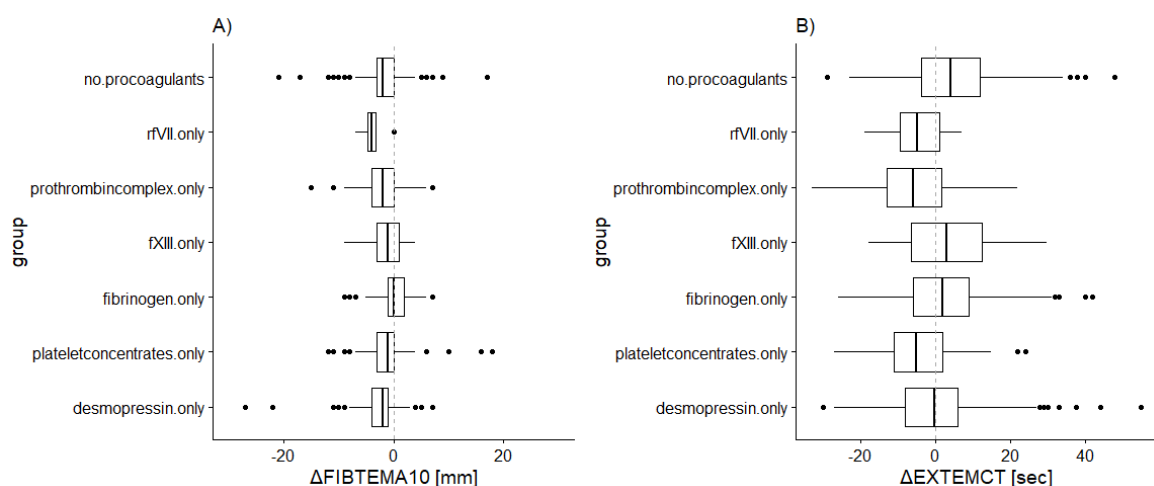 A)
no.procoagulants
rfVII.only
prothrombincomplex.only
fXIII.only
fibrinogen.only
plateletconcentrates.only
desmopressin.only
group
-20
0
20
ΔFIBTEMA10 [mm]
B)
no.procoagulants
rfVII.only
prothrombincomplex.only
fXIII.only
fibrinogen.only
plateletconcentrates.only
desmopressin.only
group
-20
0
20
40
ΔEXTEMCT [sec]